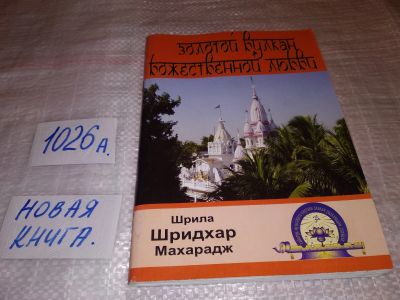 золотой вулкан
божественной любви
1026 А.
НОВАЯ
КНИГА.
Шрила
Шридхар
Махарадж